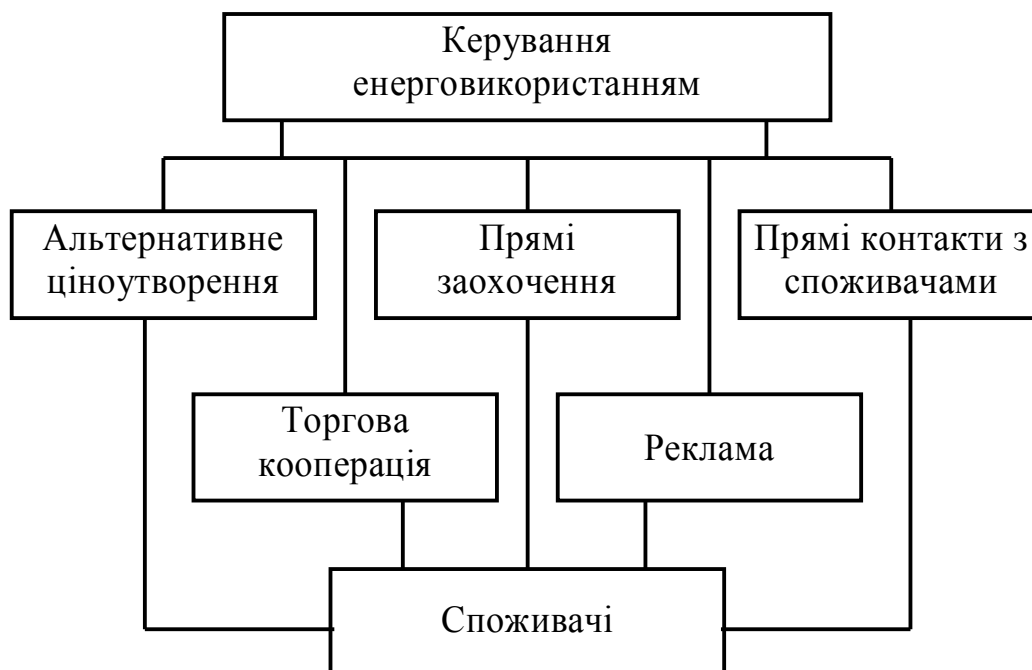 Керування
енерговикористанням
Альтернативне
ціноутворення
Прямі
заохочення
Прямі контакти з
споживачами
Торгова
кооперація
Реклама
Споживачі